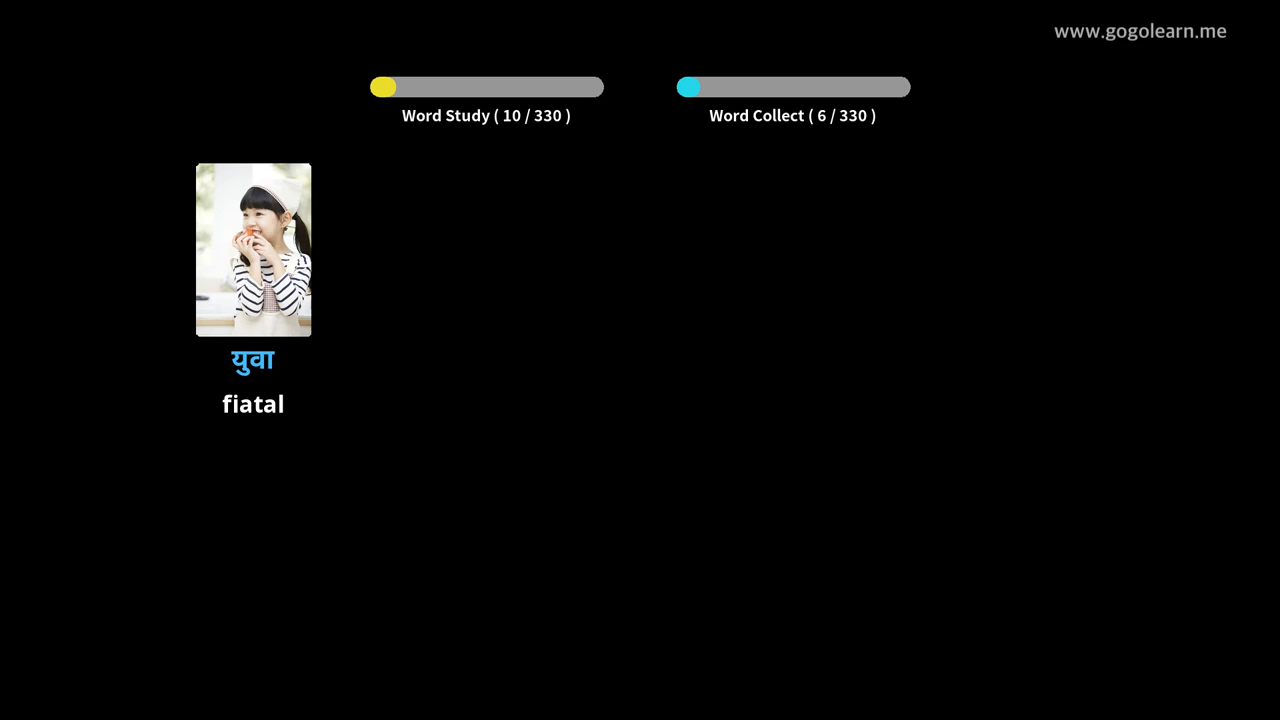 www.gogolearn.me
Word Study ( 10 / 330 )
Word Collect ( 6 / 330 )
युवा
fiatal